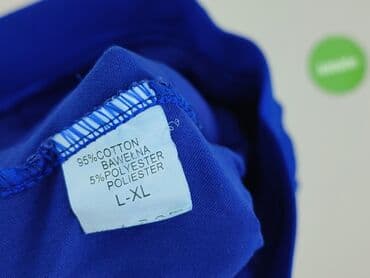 95%COTTON
BAWEŁNA
5%POLYESTER
POLIESTER
L-XL